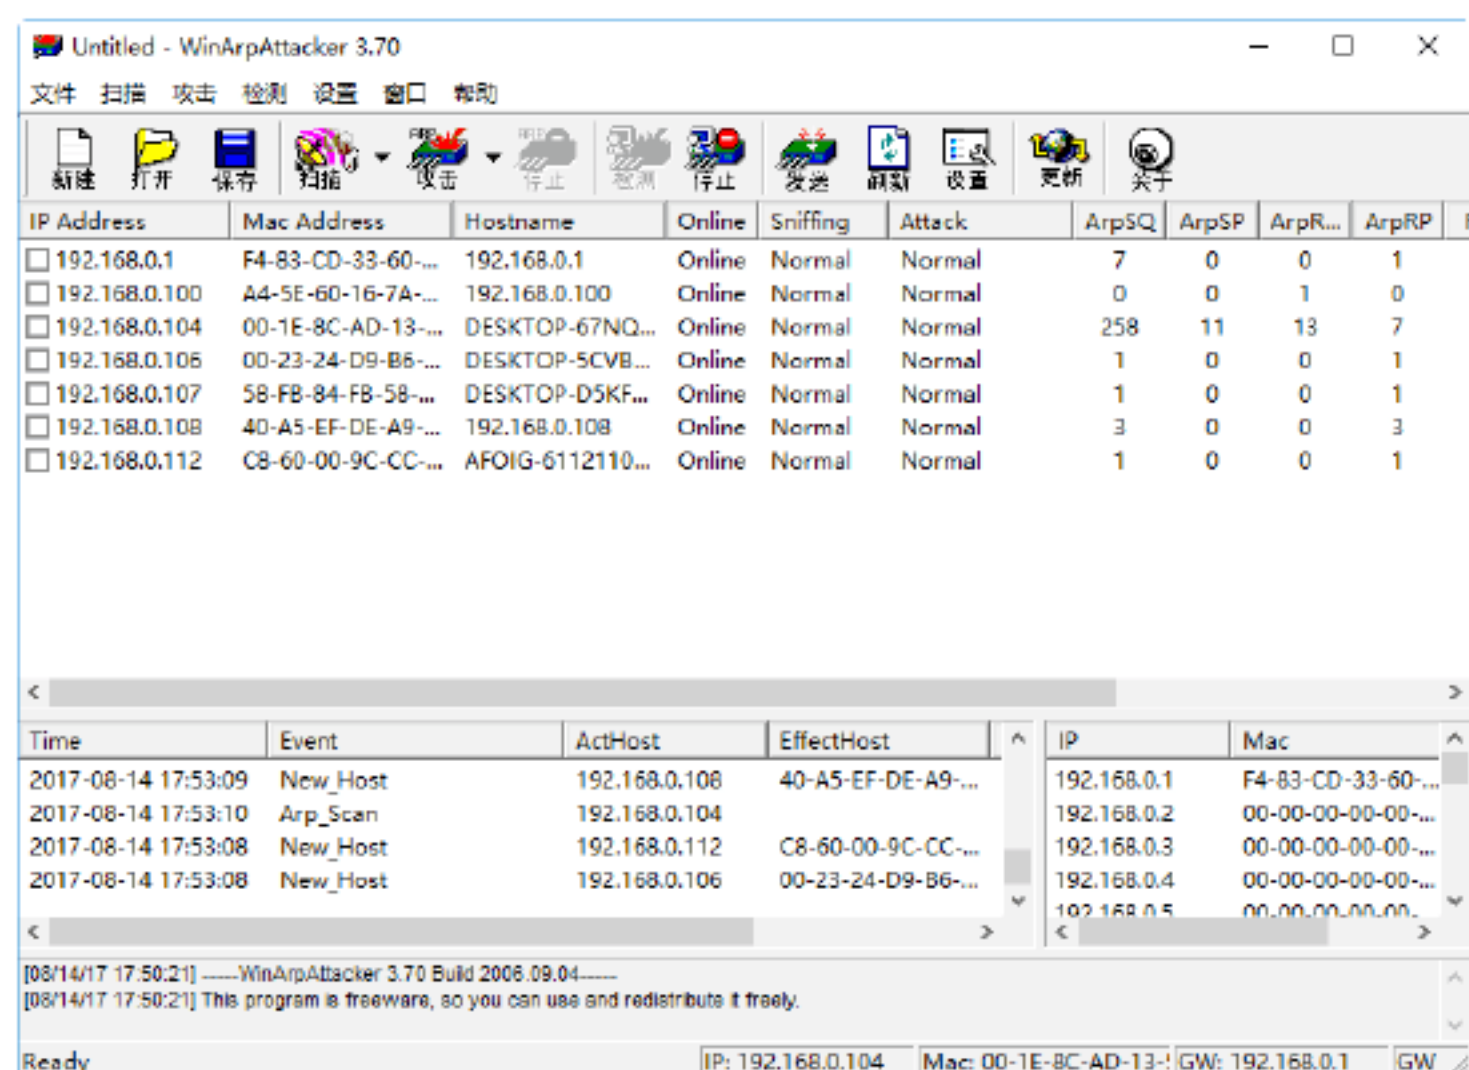 Untitled - WinArpAttacker 3.70
文件 扫描 攻击 检测 设置 窗口 帮助
新建 打开 保存 扫描 攻击 停止 检测 停止 发送 刷新 设置 更新 关于
IP Address Mac Address Hostname Online Sniffing Attack ArpSQ ArpSP ArpR... ArpRP
192.168.0.1 F4-83-CD-33-60-... 192.168.0.1 Online Normal Normal 7 0 0 1
192.168.0.100 A4-5E-60-16-7A-... 192.168.0.100 Online Normal Normal 0 0 1 0
192.168.0.104 00-1E-8C-AD-13-... DESKTOP-67NQ... Online Normal Normal 258 11 13 7
192.168.0.106 00-23-24-D9-B6-... DESKTOP-5CVB... Online Normal Normal 1 0 0 1
192.168.0.107 58-FB-84-FB-58-... DESKTOP-D5KF... Online Normal Normal 1 0 0 1
192.168.0.108 40-A5-EF-DE-A9-... 192.168.0.108 Online Normal Normal 3 0 0 3
192.168.0.112 C8-60-00-9C-CC-... AFOIG-6112110... Online Normal Normal 1 0 0 1
Time Event ActHost EffectHost IP Mac
2017-08-14 17:53:09 New_Host 192.168.0.108 40-A5-EF-DE-A9-... 192.168.0.1 F4-83-CD-33-60-...
2017-08-14 17:53:10 Arp_Scan 192.168.0.104 192.168.0.2 00-00-00-00-00-...
2017-08-14 17:53:08 New_Host 192.168.0.112 C8-60-00-9C-CC-... 192.168.0.3 00-00-00-00-00-...
2017-08-14 17:53:08 New_Host 192.168.0.106 00-23-24-D9-B6-... 192.168.0.4 00-00-00-00-00-...
192.168.0.5 00-00-00-00-00-
[08/14/17 17:50:21] -----WinArpAttacker 3.70 Build 2006.09.04-----
[08/14/17 17:50:21] This program is freeware, so you can use and redistribute it freely.
Ready IP: 192.168.0.104 Mac: 00-1E-8C-AD-13- GW: 192.168.0.1 GW